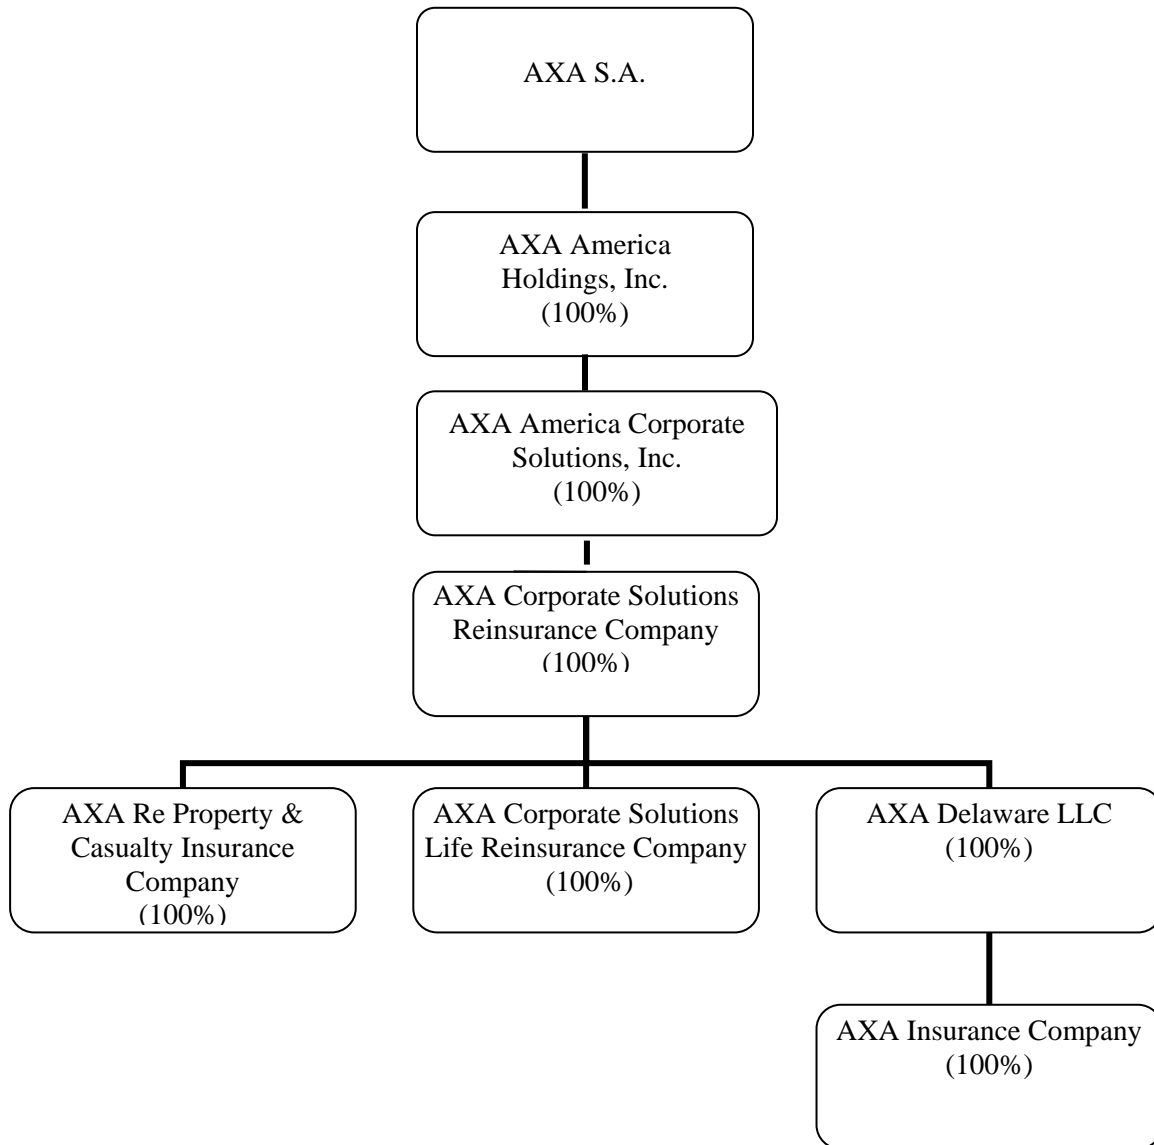 AXA S.A.
AXA America
Holdings, Inc.
(100%)
AXA America Corporate
Solutions, Inc.
(100%)
AXA Corporate Solutions
Reinsurance Company
(100%)
AXA Re Property &
Casualty Insurance
Company
(100%)
AXA Corporate Solutions
Life Reinsurance Company
(100%)
AXA Delaware LLC
(100%)
AXA Insurance Company
(100%)